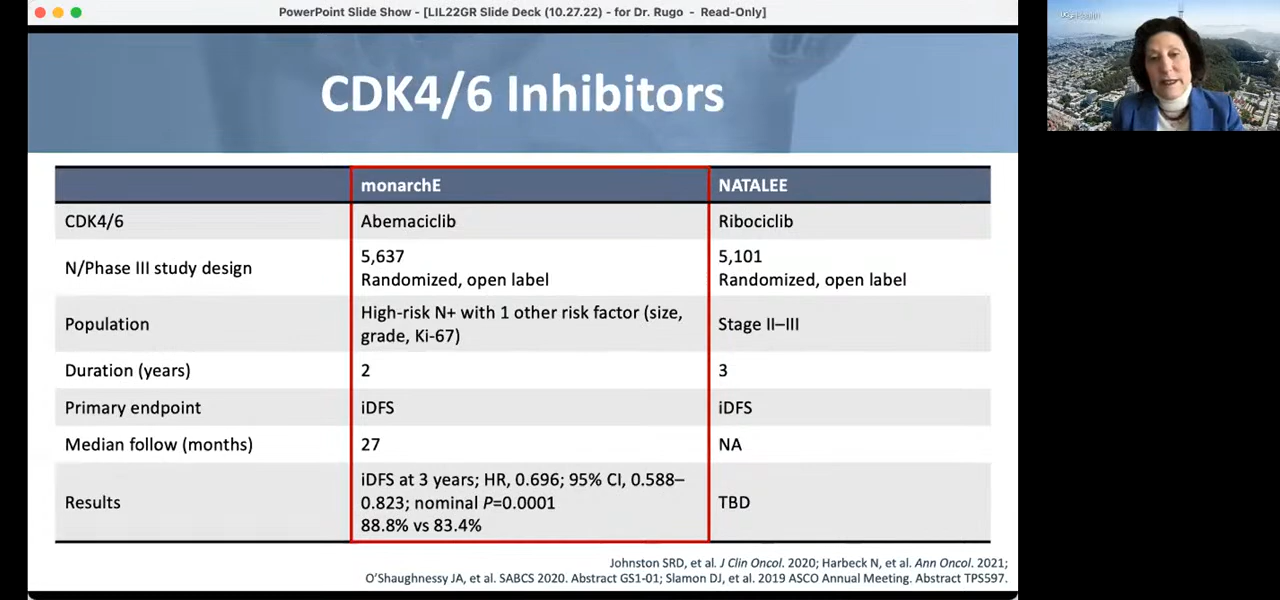 PowerPoint Slide Show - [LIL22GR Slide Deck (10.27.22) - for Dr. Rugo - Read-Only]
CDK4/6 Inhibitors
monarchE NATALEE
CDK4/6 Abemaciclib Ribociclib
N/Phase III study design 5,637 5,101
Randomized, open label Randomized, open label
Population High-risk N+ with 1 other risk factor (size, Stage II–III
grade, Ki-67)
Duration (years) 2 3
Primary endpoint iDFS iDFS
Median follow (months) 27 NA
Results iDFS at 3 years; HR, 0.696; 95% CI, 0.588– TBD
0.823; nominal P=0.0001
88.8% vs 83.4%
Johnston SRD, et al. J Clin Oncol. 2020; Harbeck N, et al. Ann Oncol. 2021;
O'Shaughnessy JA, et al. SABCS 2020. Abstract GS1-01; Slamon DJ, et al. 2019 ASCO Annual Meeting. Abstract TPS597.